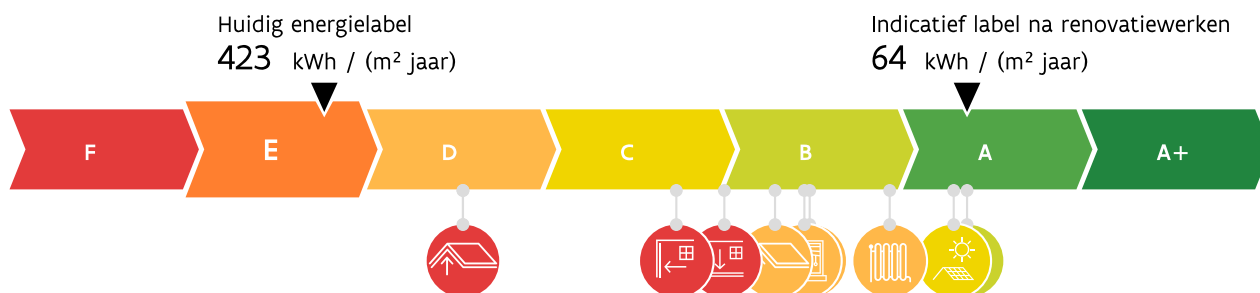 Huidig energielabel
423 kWh / (m² jaar)
Indicatief label na renovatiewerken
64 kWh / (m² jaar)
F E D C B A A+